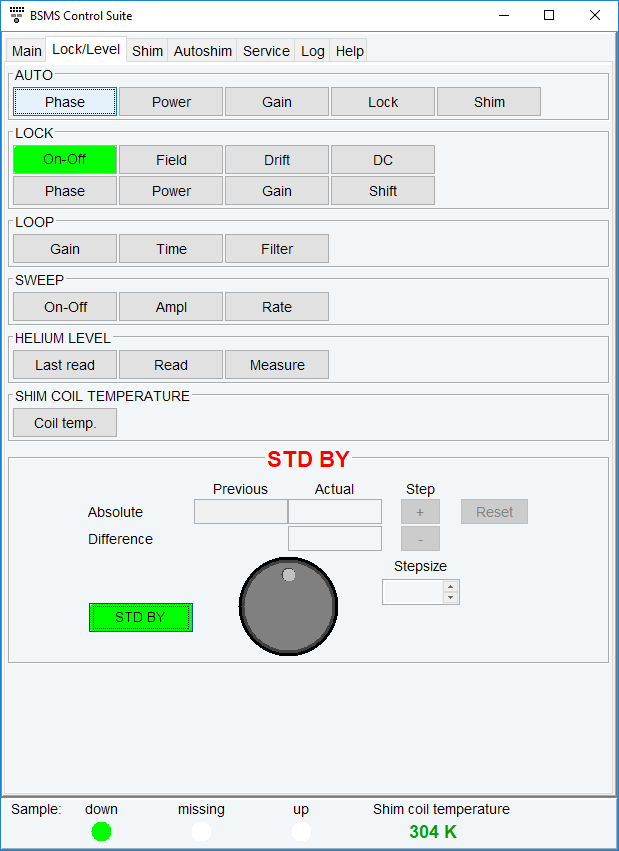 BSMS Control Suite
Main Lock/Level Shim Autoshim Service Log Help
AUTO
Phase Power Gain Lock Shim
LOCK
On-Off Field Drift DC
Phase Power Gain Shift
LOOP
Gain Time Filter
SWEEP
On-Off Ampl Rate
HELIUM LEVEL
Last read Read Measure
SHIM COIL TEMPERATURE
Coil temp.
STD BY
Previous Actual Step
Absolute + Reset
Difference -
Stepsize
STD BY
Sample: down missing up Shim coil temperature
304 K